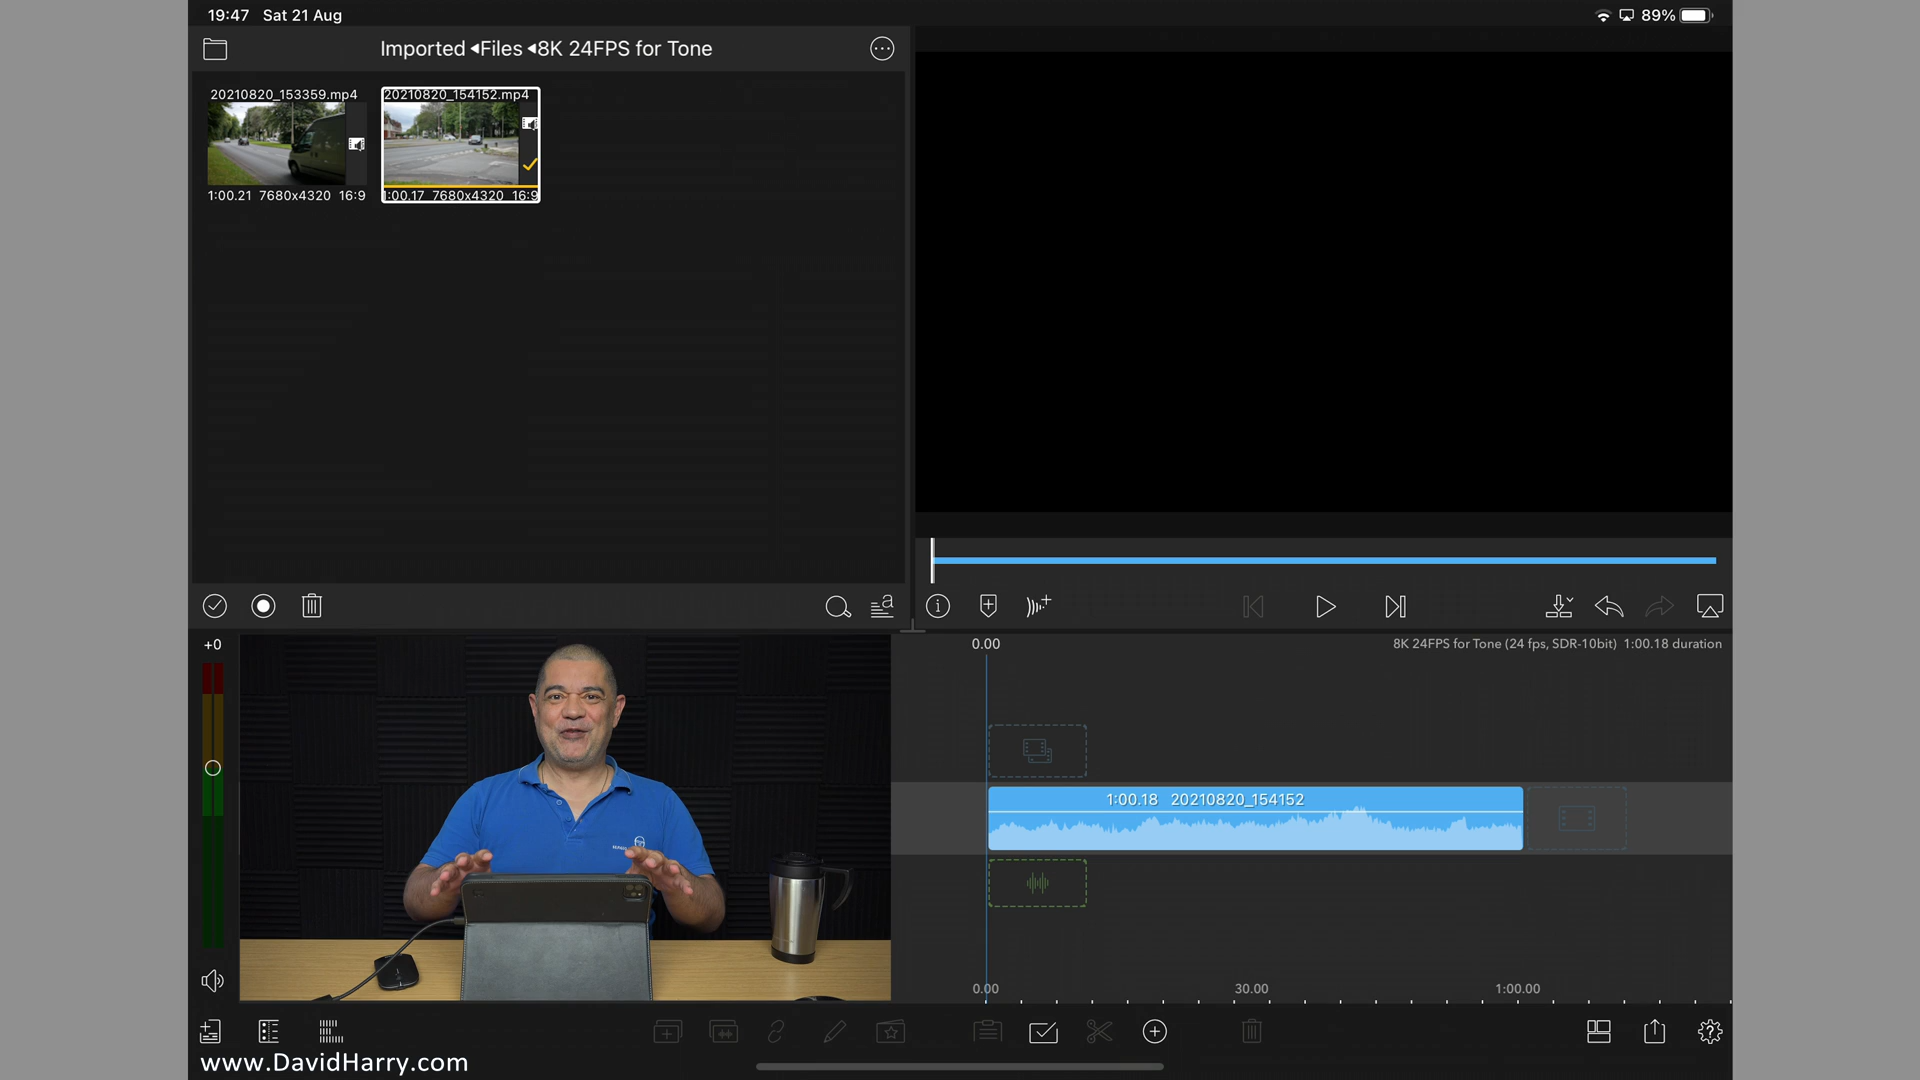 19:47 Sat 21 Aug
89%
Imported ◂Files ◂8K 24FPS for Tone
20210820_153359.mp4
20210820_154152.mp4
1:00.21 7680x4320 16:9
1:00.17 7680x4320 16:9
+0
0.00
8K 24FPS for Tone (24 fps, SDR-10bit) 1:00.18 duration
1:00.18 20210820_154152
0.00
30.00
1:00.00
www.DavidHarry.com